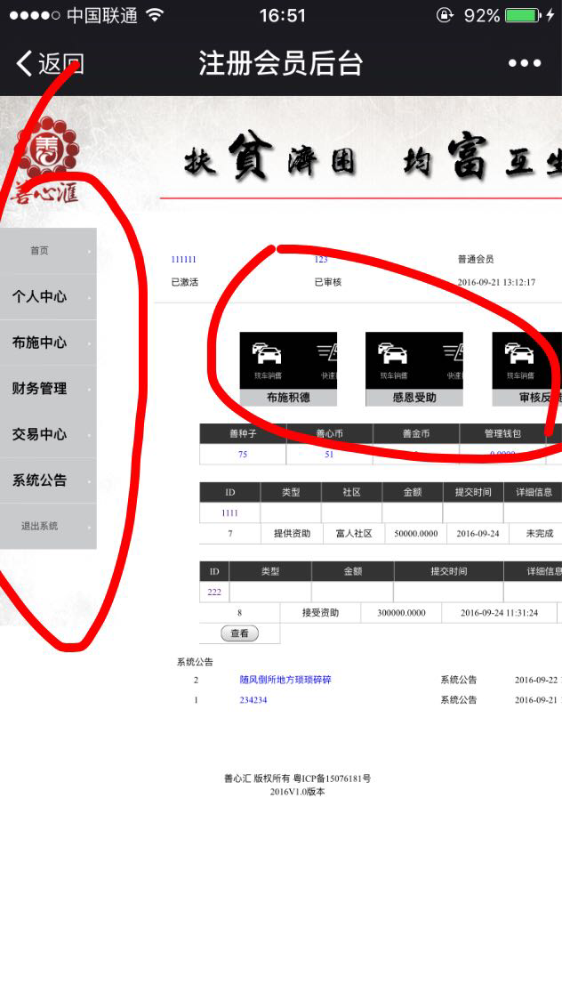 中国联通 16:51 92%
返回 注册会员后台
善心滙
扶貧濟困 均富互生
首页
个人中心
布施中心
财务管理
交易中心
系统公告
退出系统
111111 123 普通会员
已激活 已审核 2016-09-21 13:12:17
现车销售 快速 现车销售 快速 现车销售
布施积德 感恩受助 审核反
善种子 善心币 善金币 管理钱包
75 51 0.0000
ID 类型 社区 金额 提交时间 详细信息
1111
7 提供资助 富人社区 50000.0000 2016-09-24 未完成
ID 类型 金额 提交时间 详细信息
222
8 接受资助 300000.0000 2016-09-24 11:31:24
查看
系统公告
2 随风倒所地方琐琐碎碎 系统公告 2016-09-22
1 234234 系统公告 2016-09-21
善心汇 版权所有 粤ICP备15076181号
2016V1.0版本